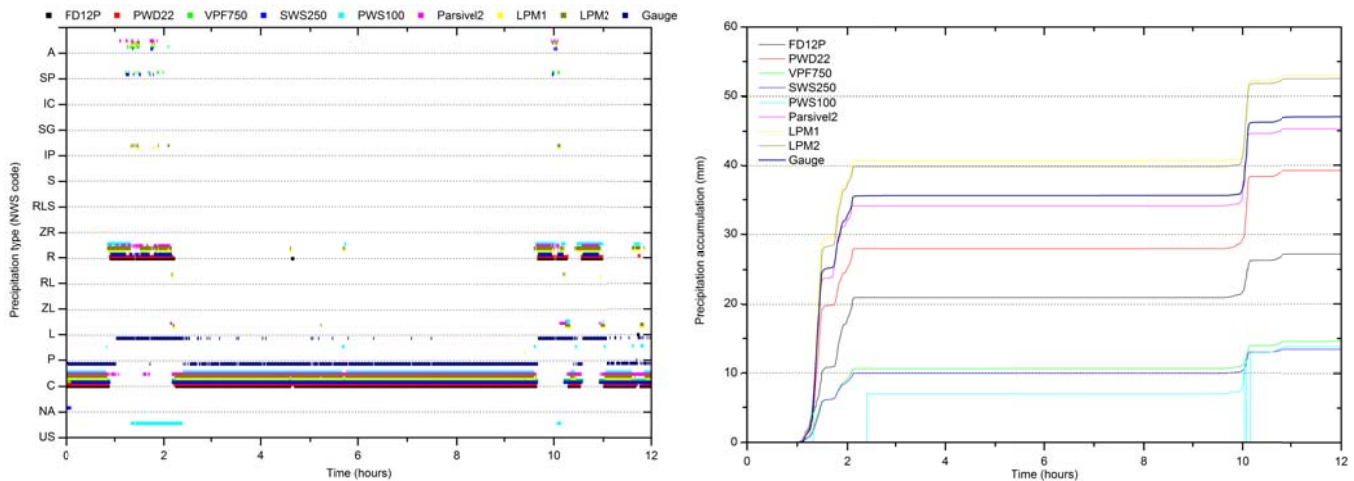 FD12P PWD22 VPF750 SWS250 PWS100 Parsivel2 LPM1 LPM2 Gauge
Precipitation type (NWS code)
A
SP
IC
SG
IP
S
RLS
ZR
R
RL
ZL
L
P
C
NA
US
0 2 4 6 8 10 12
Time (hours)
Precipitation accumulation (mm)
60
50
40
30
20
10
0
FD12P
PWD22
VPF750
SWS250
PWS100
Parsivel2
LPM1
LPM2
Gauge
0 2 4 6 8 10 12
Time (hours)